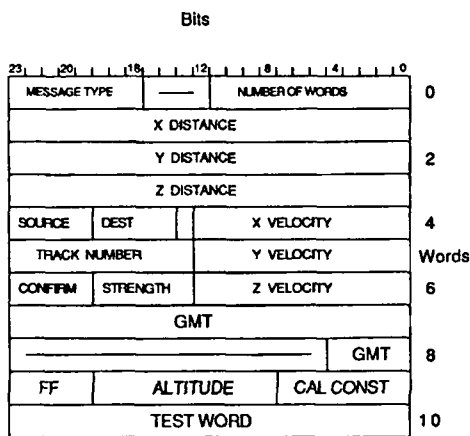 Bits
23 20 16 12 8 4 0
MESSAGE TYPE NUMBER OF WORDS 0
X DISTANCE
Y DISTANCE 2
Z DISTANCE
SOURCE DEST X VELOCITY 4
TRACK NUMBER Y VELOCITY Words
CONFIRM STRENGTH Z VELOCITY 6
GMT
GMT 8
FF ALTITUDE CAL CONST
TEST WORD 10